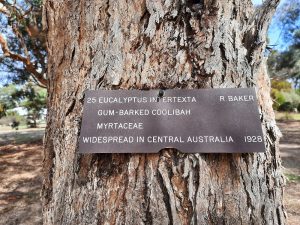 25 EUCALYPTUS INTERTEXTA R BAKER
GUM-BARKED COOLIBAH
MYRTACEAE
WIDESPREAD IN CENTRAL AUSTRALIA 1928